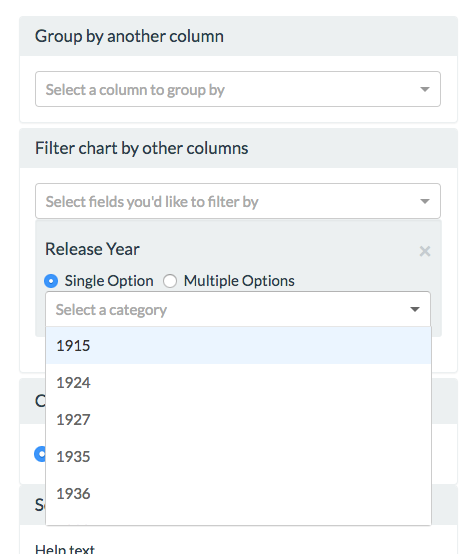 Group by another column
Select a column to group by
Filter chart by other columns
Select fields you'd like to filter by
Release Year
Single Option Multiple Options
Select a category
1915
1924
1927
1935
1936
Help text